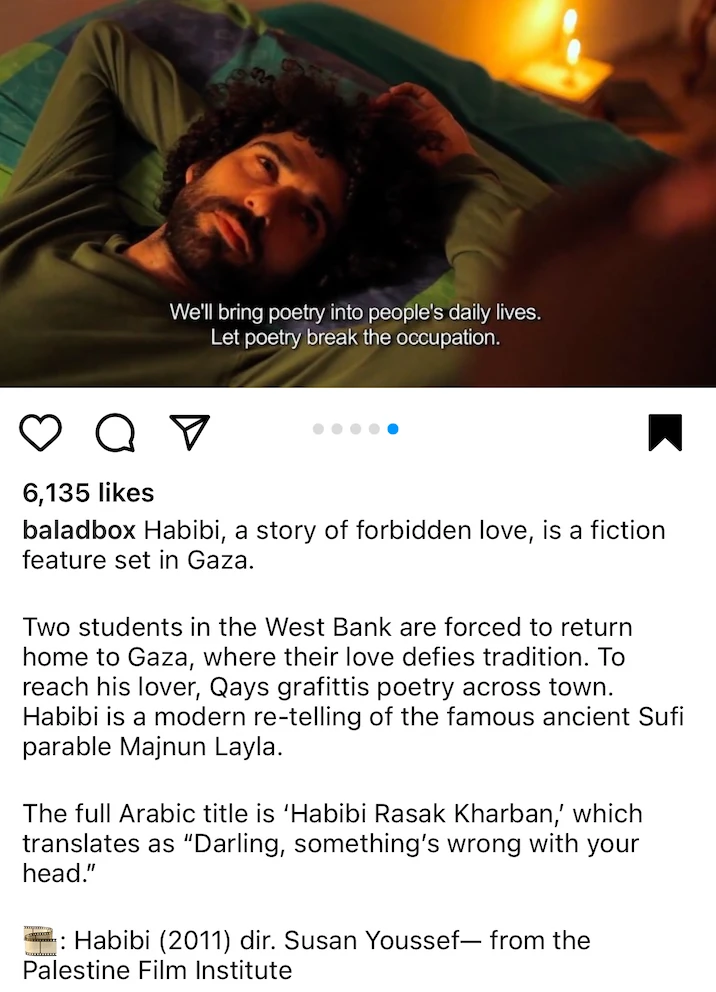 We'll bring poetry into people's daily lives.
Let poetry break the occupation.
6,135 likes
baladbox Habibi, a story of forbidden love, is a fiction
feature set in Gaza.
Two students in the West Bank are forced to return
home to Gaza, where their love defies tradition. To
reach his lover, Qays grafittis poetry across town.
Habibi is a modern re-telling of the famous ancient Sufi
parable Majnun Layla.
The full Arabic title is ‘Habibi Rasak Kharban,’ which
translates as “Darling, something’s wrong with your
head.”
🎞️: Habibi (2011) dir. Susan Youssef— from the
Palestine Film Institute